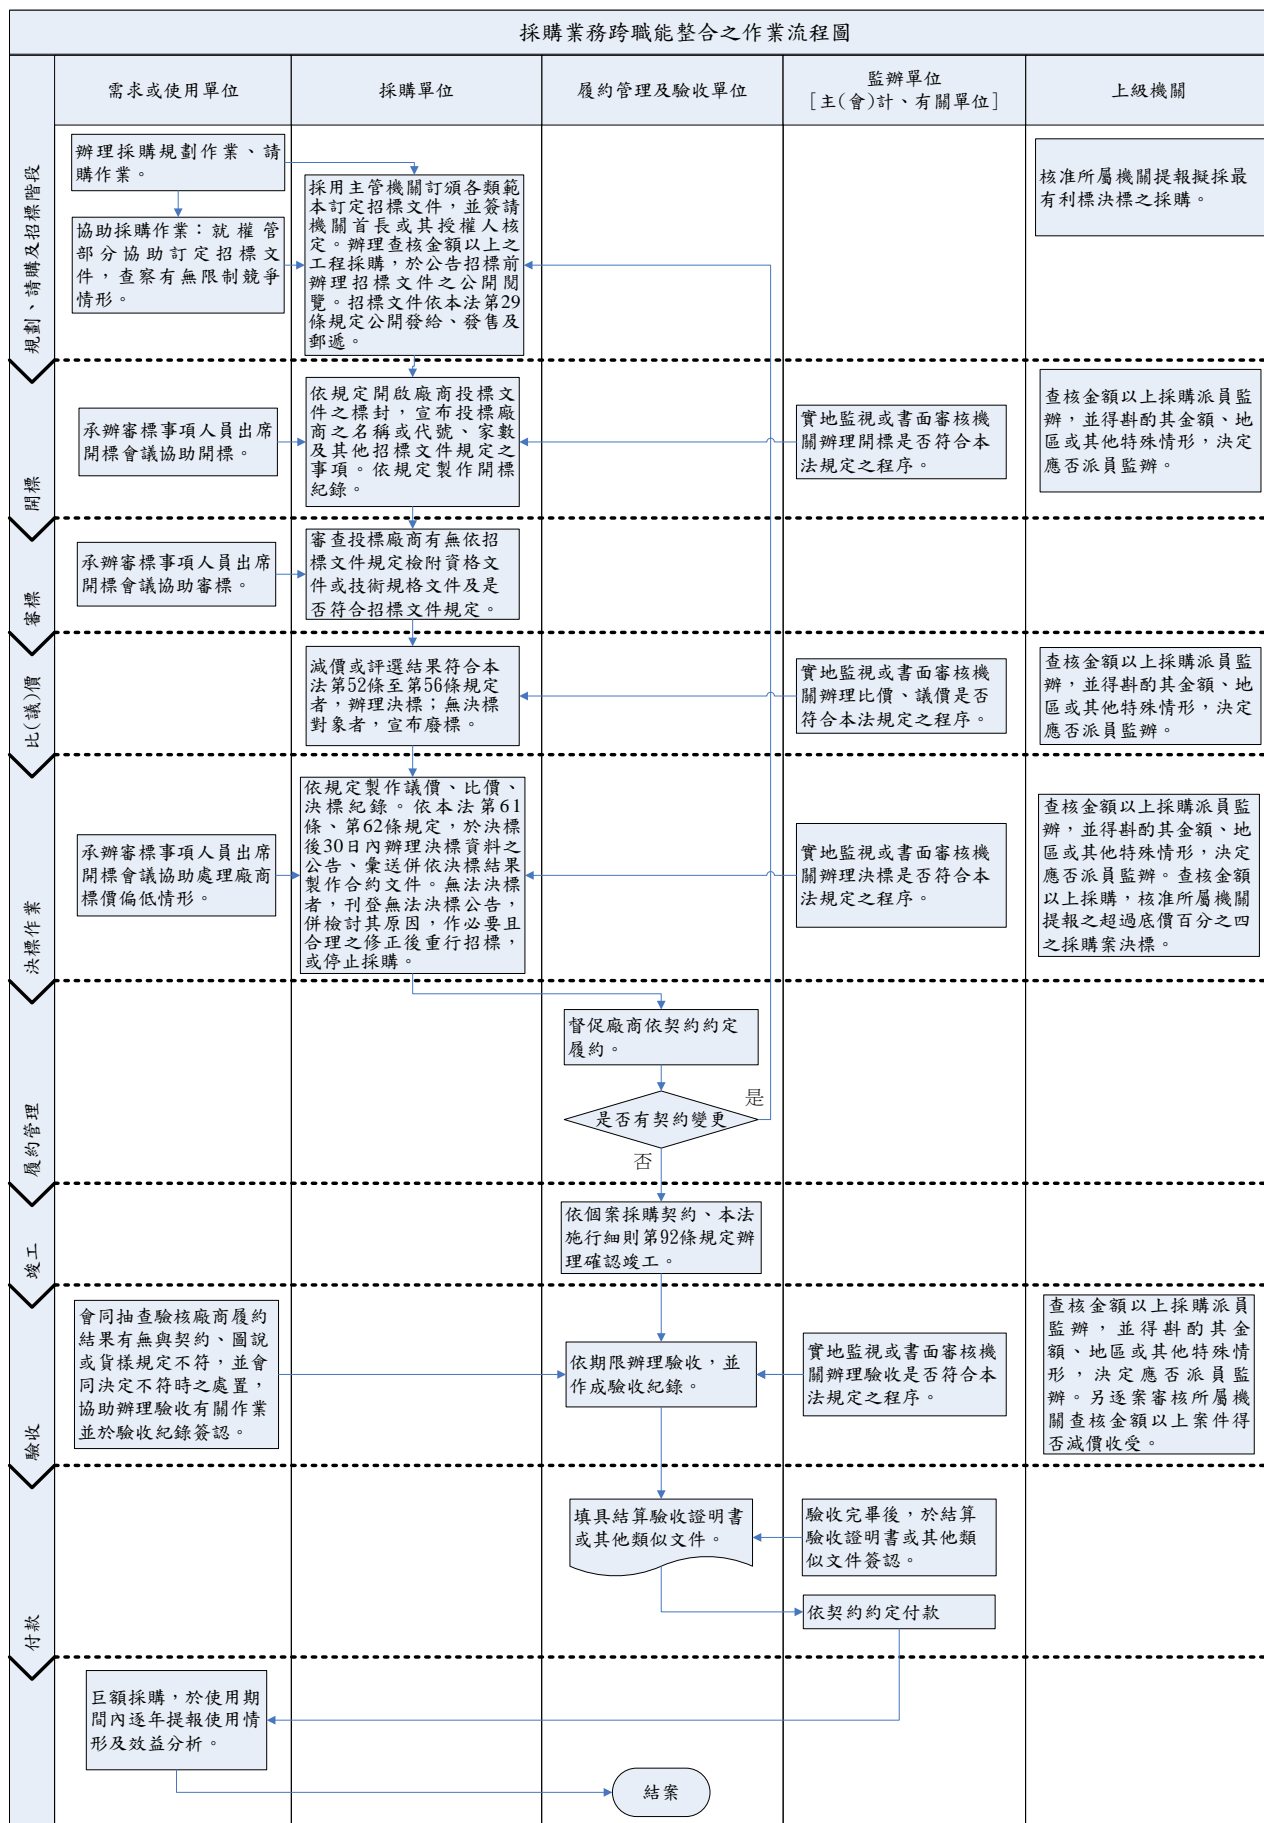 採購業務跨職能整合之作業流程圖
需求或使用單位
採購單位
履約管理及驗收單位
監辦單位
[主(會)計、有關單位]
上級機關
規劃、請購及招標階段
辦理採購規劃作業、請
購作業。
協助採購作業：就權管
部分協助訂定招標文
件，查察有無限制競爭
情形。
採用主管機關訂頒各類範
本訂定招標文件，並簽請
機關首長或其授權人核
定。辦理查核金額以上之
工程採購，於公告招標前
辦理招標文件之公開閱
覽。招標文件依本法第29
條規定公開發給、發售及
郵遞。
核准所屬機關提報擬採最
有利標決標之採購。
開標
承辦審標事項人員出席
開標會議協助開標。
依規定開啟廠商投標文
件之標封，宣布投標廠
商之名稱或代號、家數
及其他招標文件規定之
事項。依規定製作開標
紀錄。
實地監視或書面審核機
關辦理開標是否符合本
法規定之程序。
查核金額以上採購派員監
辦，並得斟酌其金額、地
區或其他特殊情形，決定
應否派員監辦。
審標
承辦審標事項人員出席
開標會議協助審標。
審查投標廠商有無依招
標文件規定檢附資格文
件或技術規格文件及是
否符合招標文件規定。
比(議)價
減價或評選結果符合本
法第52條至第56條規定
者，辦理決標；無決標
對象者，宣布廢標。
實地監視或書面審核機
關辦理比價、議價是否
符合本法規定之程序。
查核金額以上採購派員監
辦，並得斟酌其金額、地
區或其他特殊情形，決定
應否派員監辦。
決標作業
承辦審標事項人員出席
開標會議協助處理廠商
標價偏低情形。
依規定製作議價、比價、
決標紀錄。依本法第61
條、第62條規定，於決標
後30日內辦理決標資料之
公告、彙送併依決標結果
製作合約文件。無法決標
者，刊登無法決標公告，
併檢討其原因，作必要且
合理之修正後重行招標，
或停止採購。
實地監視或書面審核機
關辦理決標是否符合本
法規定之程序。
查核金額以上採購派員監
辦，並得斟酌其金額、地
區或其他特殊情形，決定
應否派員監辦。查核金額
以上採購，核准所屬機關
提報之超過底價百分之四
之採購案決標。
履約管理
督促廠商依契約約定
履約。
是否有契約變更
是
否
竣工
依個案採購契約、本法
施行細則第92條規定辦
理確認竣工。
驗收
會同抽查驗核廠商履約
結果有無與契約、圖說
或貨樣規定不符，並會
同決定不符時之處置，
協助辦理驗收有關作業
並於驗收紀錄簽認。
依期限辦理驗收，並
作成驗收紀錄。
實地監視或書面審核機
關辦理驗收是否符合本
法規定之程序。
查核金額以上採購派員
監辦，並得斟酌其金
額、地區或其他特殊情
形，決定應否派員監
辦。另逐案審核所屬機
關查核金額以上案件得
否減價收受。
付款
填具結算驗收證明書
或其他類似文件。
驗收完畢後，於結算
驗收證明書或其他類
似文件簽認。
依契約約定付款
巨額採購，於使用期
間內逐年提報使用情
形及效益分析。
結案